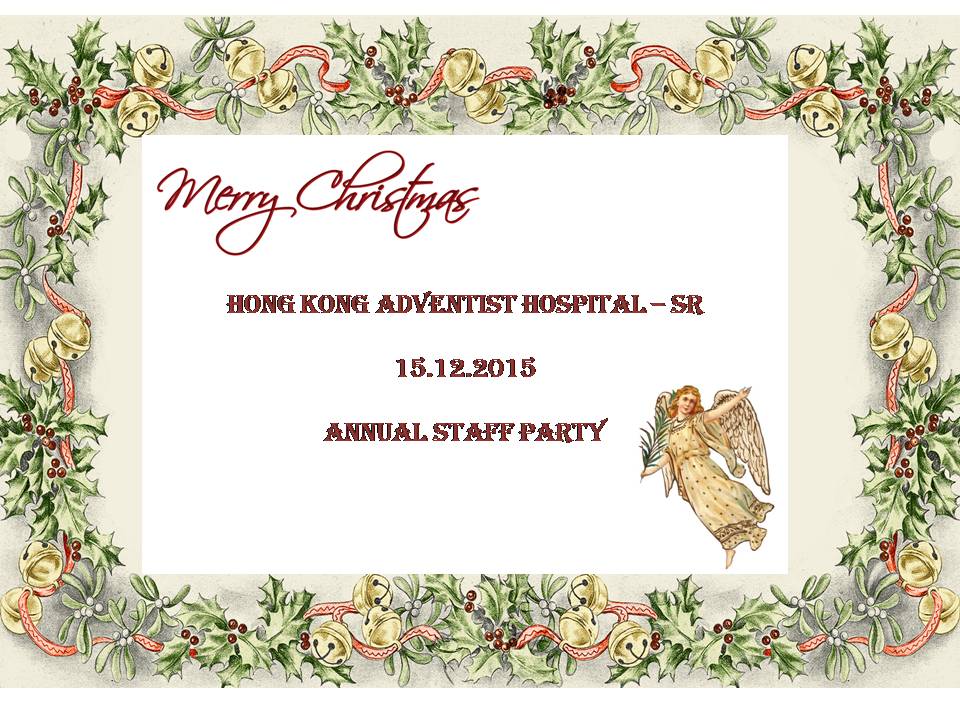 Merry Christmas
HONG KONG ADVENTIST HOSPITAL – SR
15.12.2015
ANNUAL STAFF PARTY